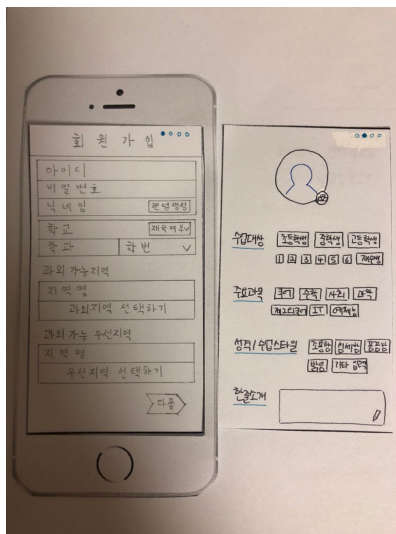 회원가입
아이디
비밀번호
닉네임 랜덤생성
학교 재학여부
학과 학번
과외 가능지역
지역명
과외지역 선택하기
과외 가능 우선지역
지역명
우선지역 선택하기
다음
수업대상 초등학생 중학생 고등학생
1 2 3 4 5 6 재수생
주요과목 국어 수학 사회 과학
제2외국어 IT 예체능
성격/수업스타일 조용함 섬세함 꼼꼼함
밝음 기타 입력
한줄소개